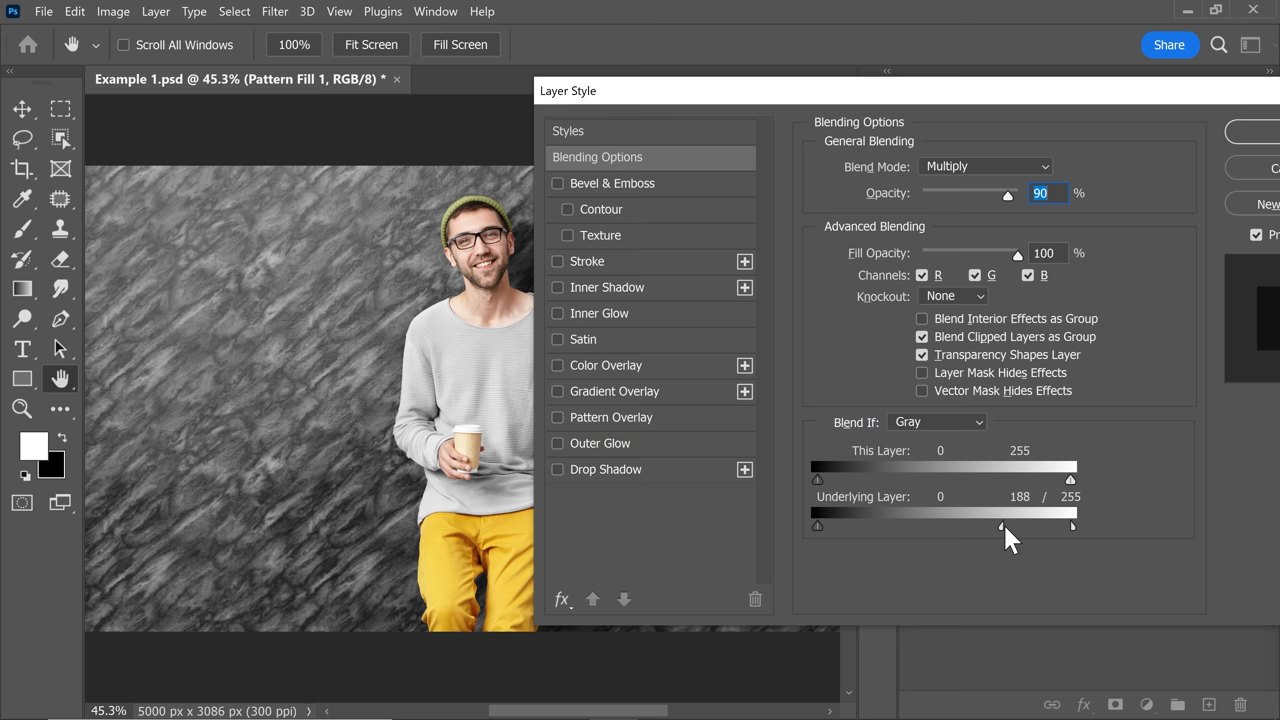 Ps File Edit Image Layer Type Select Filter 3D View Plugins Window Help
Scroll All Windows 100% Fit Screen Fill Screen Share
Example 1.psd @ 45.3% (Pattern Fill 1, RGB/8) * ×
Layer Style
Styles
Blending Options
Bevel & Emboss
Contour
Texture
Stroke
Inner Shadow
Inner Glow
Satin
Color Overlay
Gradient Overlay
Pattern Overlay
Outer Glow
Drop Shadow
fx
Blending Options
General Blending
Blend Mode: Multiply
Opacity: 90 %
Advanced Blending
Fill Opacity: 100 %
Channels: R G B
Knockout: None
Blend Interior Effects as Group
Blend Clipped Layers as Group
Transparency Shapes Layer
Layer Mask Hides Effects
Vector Mask Hides Effects
Blend If: Gray
This Layer: 0 255
Underlying Layer: 0 188 / 255
Ca
New
Pr
45.3% 5000 px x 3086 px (300 ppi)
fx